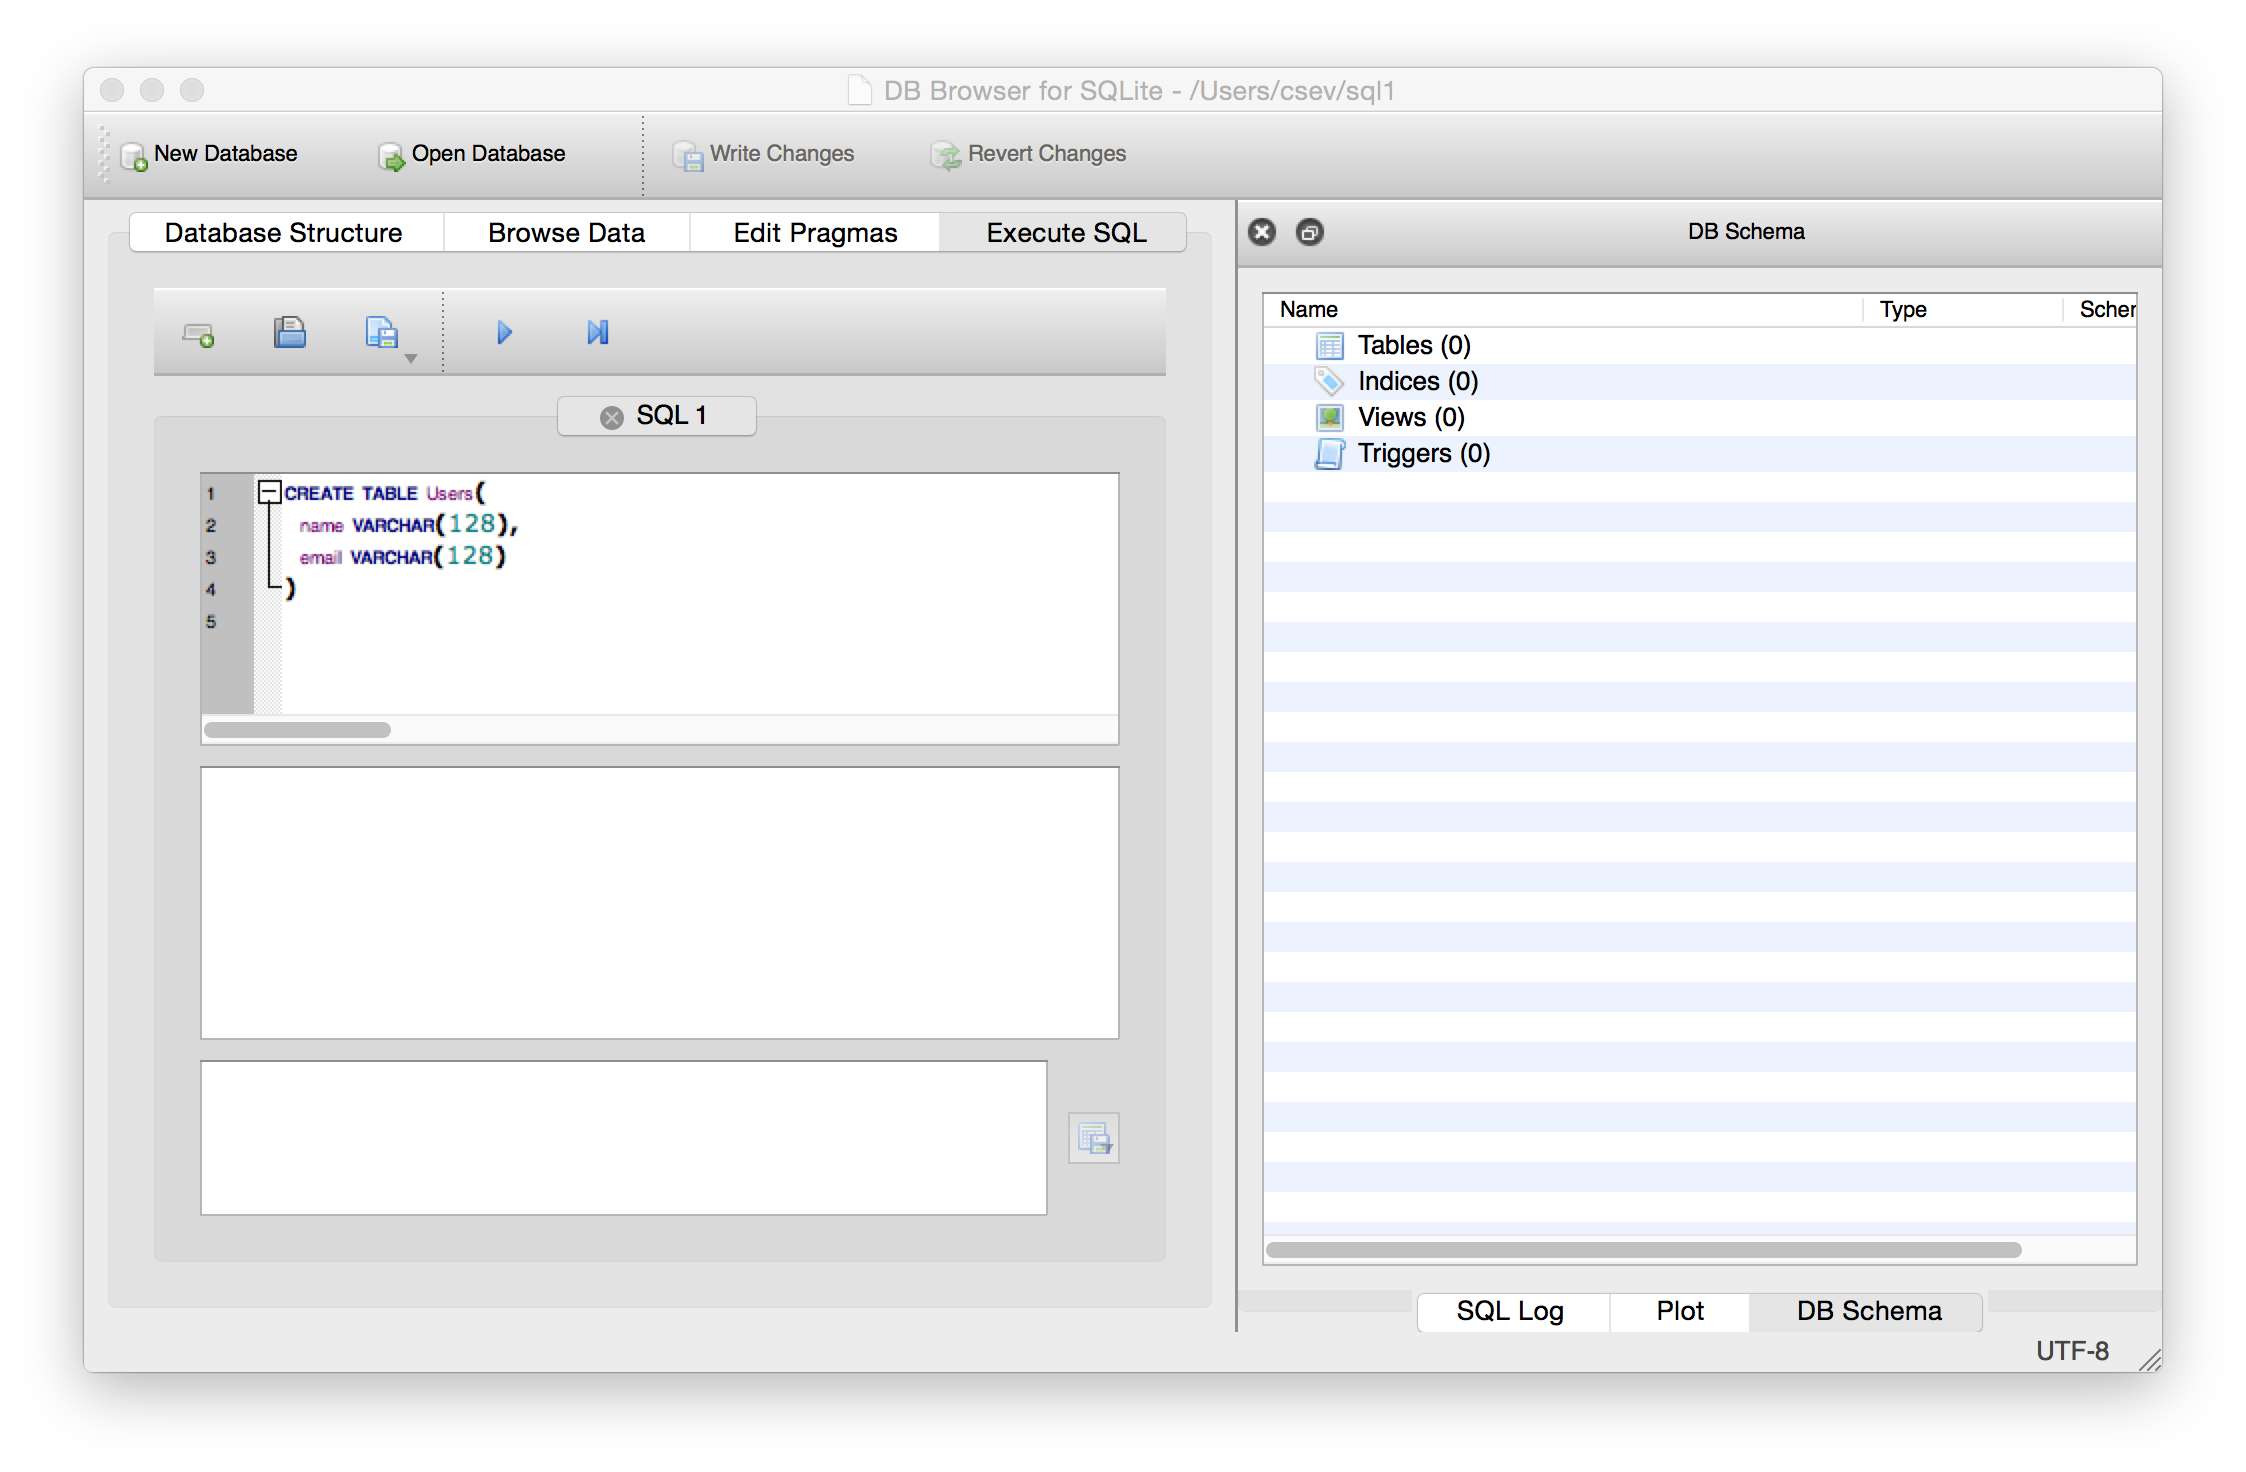 DB Browser for SQLite - /Users/csev/sql1
New Database Open Database Write Changes Revert Changes
Database Structure Browse Data Edit Pragmas Execute SQL
SQL 1
1 CREATE TABLE Users(
2 name VARCHAR(128),
3 email VARCHAR(128)
4 )
5
DB Schema
Name Type Schem
Tables (0)
Indices (0)
Views (0)
Triggers (0)
SQL Log Plot DB Schema
UTF-8